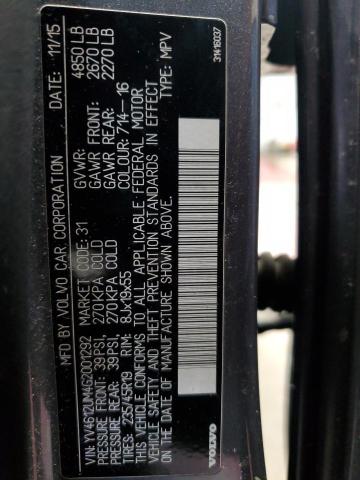 MFD BY VOLVO CAR CORPORATION DATE: 11/15
GVWR: 4850 LB
GAWR FRONT: 2670 LB
GAWR REAR: 2270 LB
VIN: YV4612UM4G2001292 MARKET CODE: 31 COLOUR: 714--16
PRESSURE FRONT: 39 PSI, 270 KPA COLD
PRESSURE REAR: 39 PSI, 270 KPA COLD
TIRES: 235/45R19 RIM: 8Jx19x55
THIS VEHICLE CONFORMS TO ALL APPLICABLE FEDERAL MOTOR
VEHICLE SAFETY AND THEFT PREVENTION STANDARDS IN EFFECT
ON THE DATE OF MANUFACTURE SHOWN ABOVE.
TYPE: MPV
VOLVO
31416037